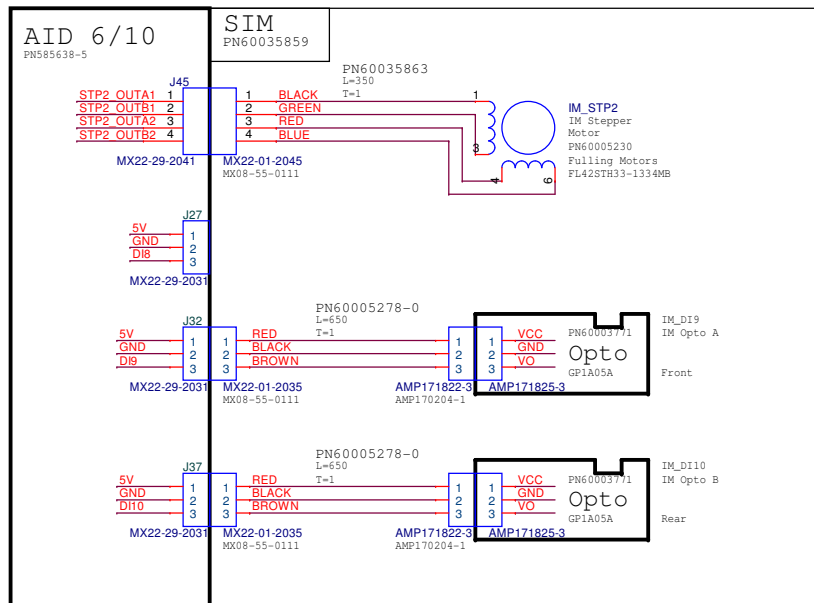 AID 6/10
PN585638-5
SIM
PN60035859
PN60035863
L=350
T=1
J45
STP2_OUTA1 1 1 BLACK 1
STP2_OUTB1 2 2 GREEN
STP2_OUTA2 3 3 RED
STP2_OUTB2 4 4 BLUE 3
4 6
MX22-29-2041 MX22-01-2045
MX08-55-0111
IM_STP2
IM Stepper
Motor
PN60005230
Fulling Motors
FL42STH33-1334MB
J27
5V 1
GND 2
DI8 3
MX22-29-2031
PN60005278-0
L=650
T=1
J32
5V 1 1 RED 1 1 VCC
GND 2 2 BLACK 2 2 GND
DI9 3 3 BROWN 3 3 VO
MX22-29-2031 MX22-01-2035 AMP171822-3 AMP171825-3
MX08-55-0111 AMP170204-1
PN60003771
Opto
GP1A05A
IM_DI9
IM Opto A
Front
PN60005278-0
L=650
T=1
J37
5V 1 1 RED 1 1 VCC
GND 2 2 BLACK 2 2 GND
DI10 3 3 BROWN 3 3 VO
MX22-29-2031 MX22-01-2035 AMP171822-3 AMP171825-3
MX08-55-0111 AMP170204-1
PN60003771
Opto
GP1A05A
IM_DI10
IM Opto B
Rear